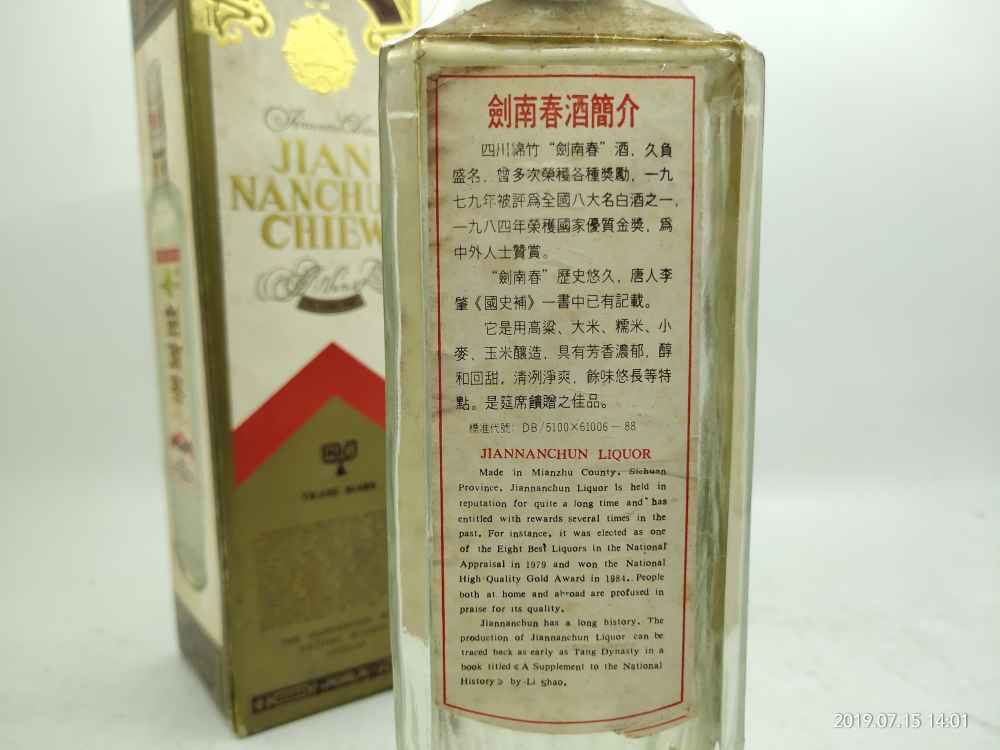 JIAN
CHIEW
TRADE MARK
劍南春酒簡介
四川綿竹“劍南春”酒，久負
盛名，曾多次榮獲各種獎勵，一九
七九年被評爲全國八大名白酒之一，
一九八四年榮獲國家優質金獎，爲
中外人士贊賞。
“劍南春”歷史悠久，唐人李
肇《國史補》一書中已有記載。
它是用高粱、大米、糯米、小
麥、玉米釀造，具有芳香濃郁，醇
和回甜，清冽淨爽，餘味悠長等特
點。是筵席饋贈之佳品。
標准代號：DB/5100×61006－88
JIANNANCHUN LIQUOR
Made in Mianzhu County, Sichuan
Province, Jiannanchun Liquor is held in
reputation for quite a long time and has
entitled with rewards several times in the
past. For instance, it was elected as one
of the Eight Best Liquors in the National
Appraisal in 1979 and won the National
High Quality Gold Award in 1984. People
both at home and abroad are profused in
praise for its quality.
Jiannanchun has a long history. The
production of Jiannanchun Liquor can be
traced back as early as Tang Dynasty in a
book titled《A Supplement to the National
History》by Li Shao.
2019.07.15 14:01